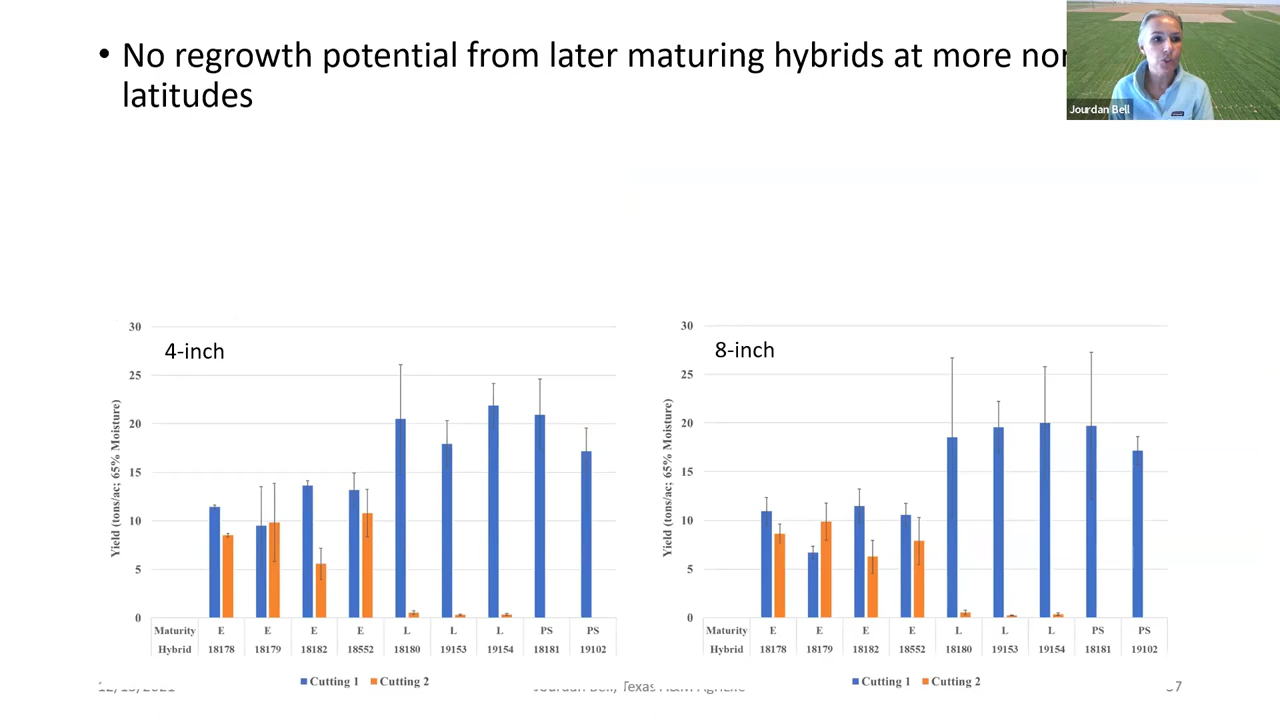 • No regrowth potential from later maturing hybrids at more
latitudes
Jourdan Bell
4-inch
30
25
20
15
10
5
0
Yield (tons/ac; 65% Moisture)
Maturity E E E E L L L PS PS
Hybrid 18178 18179 18182 18552 18180 19153 19154 18181 19102
Cutting 1 Cutting 2
8-inch
30
25
20
15
10
5
0
Yield (tons/ac; 65% Moisture)
Maturity E E E E L L L PS PS
Hybrid 18178 18179 18182 18552 18180 19153 19154 18181 19102
Cutting 1 Cutting 2
Jourdan Bell, Texas